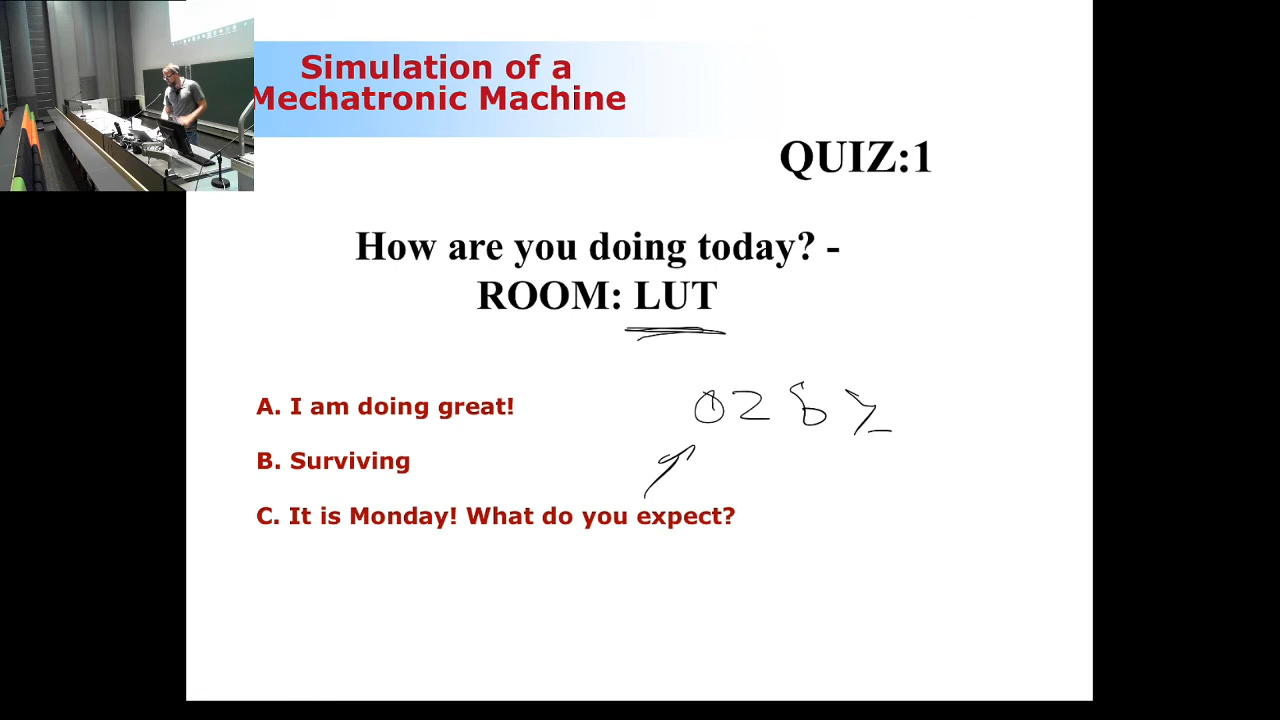 Simulation of a
Mechatronic Machine
QUIZ:1
How are you doing today? -
ROOM: LUT
A. I am doing great!
B. Surviving
C. It is Monday! What do you expect?